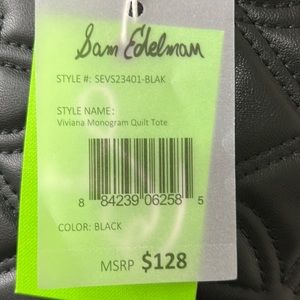 Sam Edelman
STYLE #: SEVS23401-BLAK
STYLE NAME:
Viviana Monogram Quilt Tote
8 84239 06258 5
COLOR: BLACK
MSRP $128